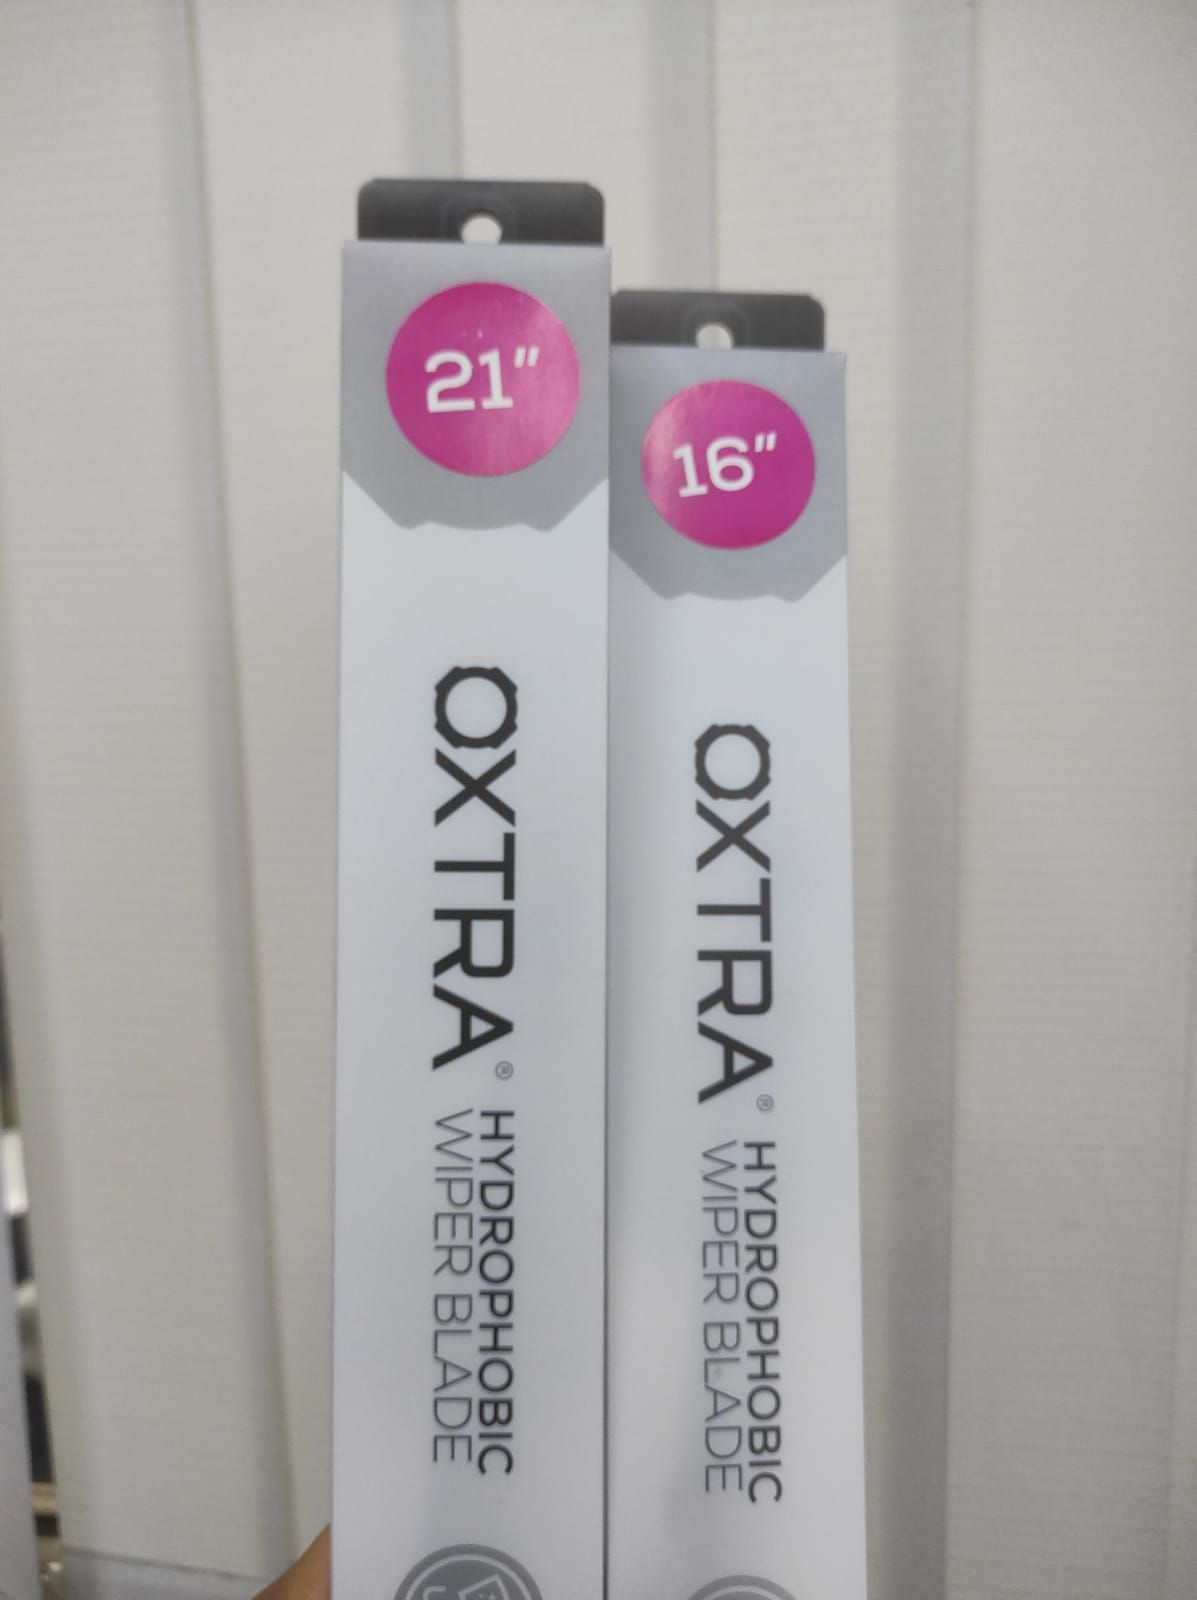 21"
OXTRA®
HYDROPHOBIC
WIPER BLADE
16"
OXTRA®
HYDROPHOBIC
WIPER BLADE